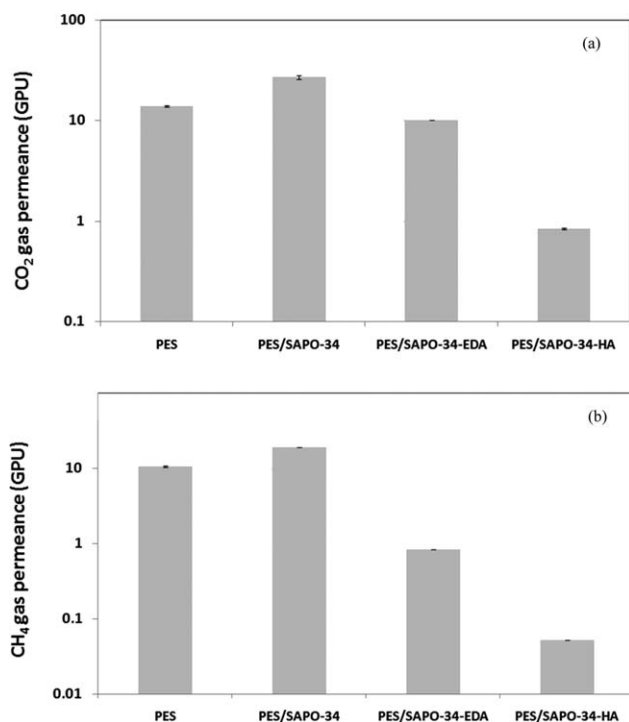 (a)
CO₂ gas permeance (GPU)
100
10
1
0.1
PES PES/SAPO-34 PES/SAPO-34-EDA PES/SAPO-34-HA
(b)
CH₄ gas permeance (GPU)
10
1
0.1
0.01
PES PES/SAPO-34 PES/SAPO-34-EDA PES/SAPO-34-HA